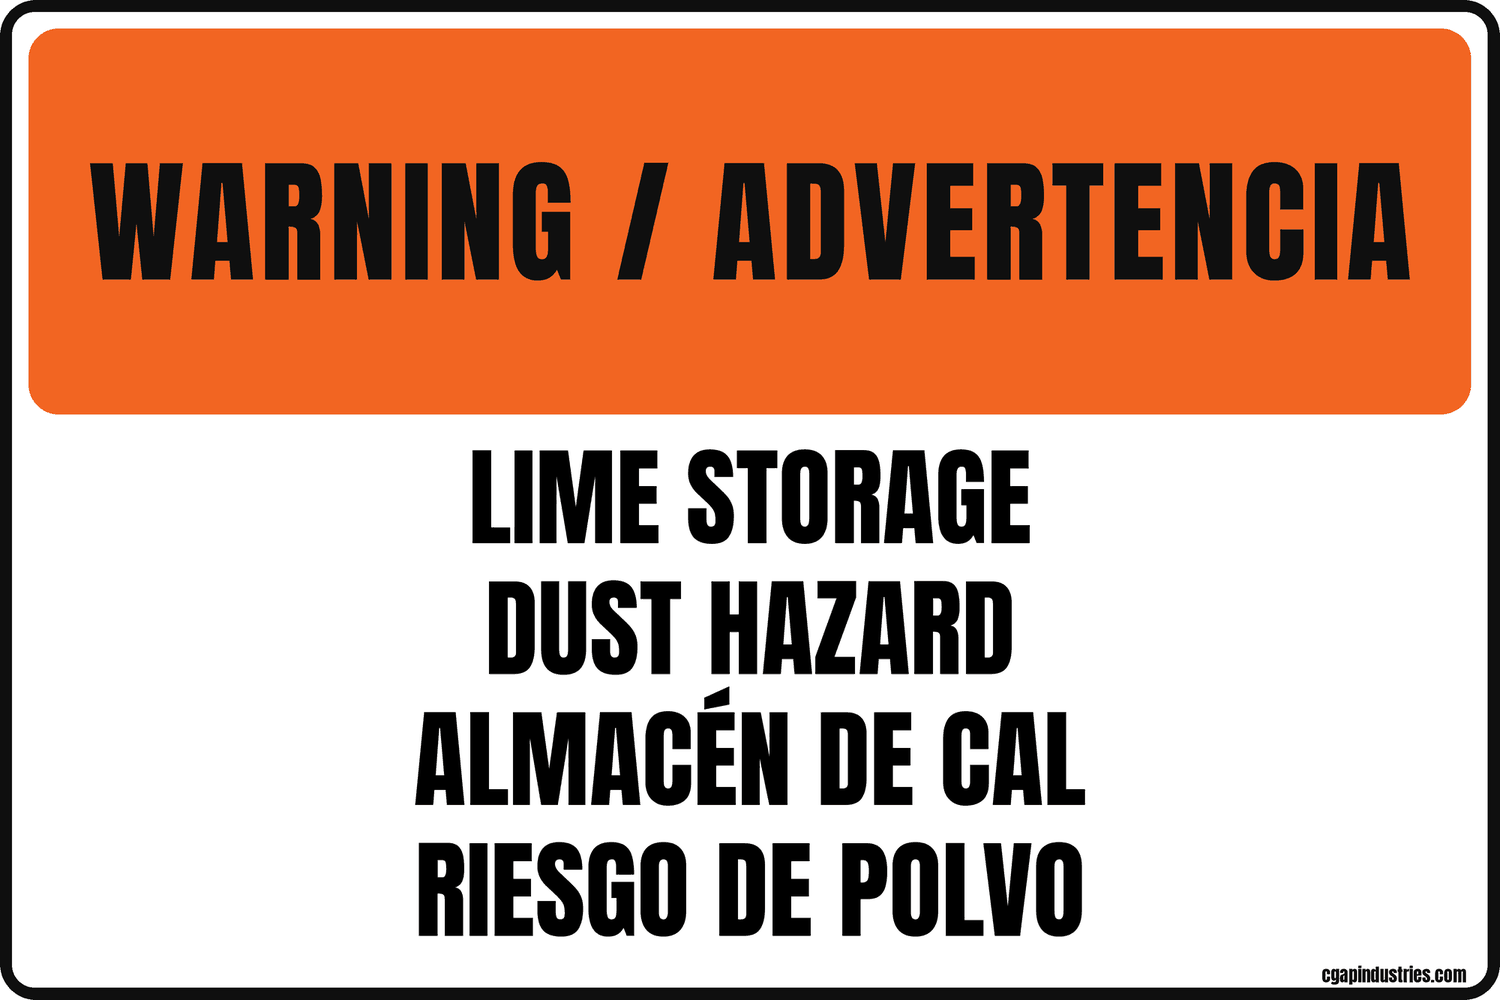 WARNING / ADVERTENCIA
LIME STORAGE
DUST HAZARD
ALMACÉN DE CAL
RIESGO DE POLVO
cgapindustries.com